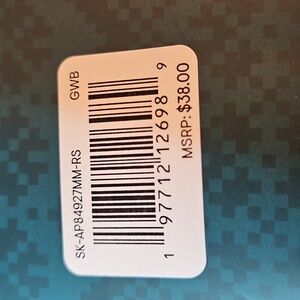 GWB
SK-AP84927MM-RS
1 97712 12698 9
MSRP: $38.00